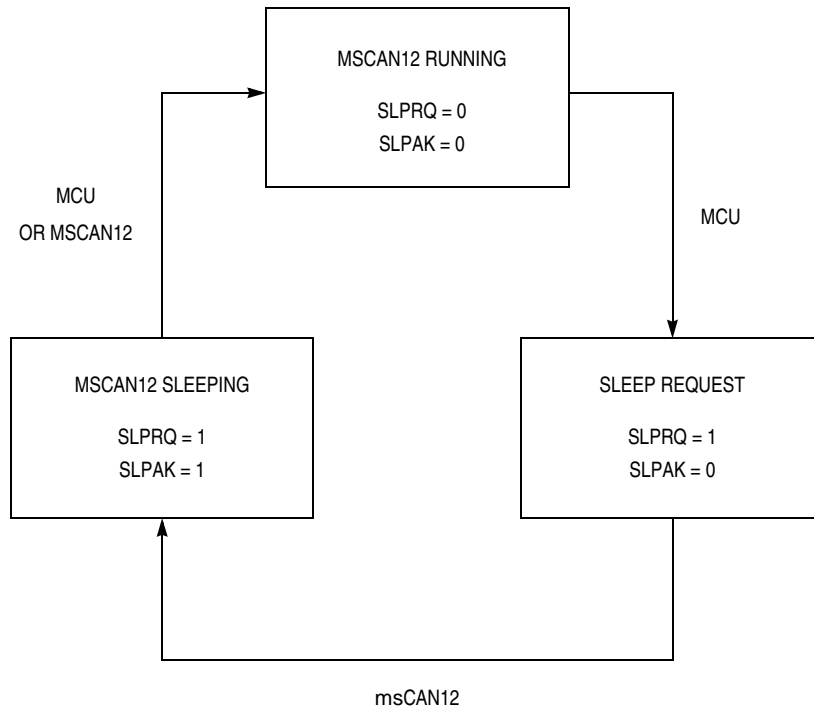 MSCAN12 RUNNING
SLPRQ = 0
SLPAK = 0
MCU
OR MSCAN12
MCU
MSCAN12 SLEEPING
SLPRQ = 1
SLPAK = 1
SLEEP REQUEST
SLPRQ = 1
SLPAK = 0
msCAN12